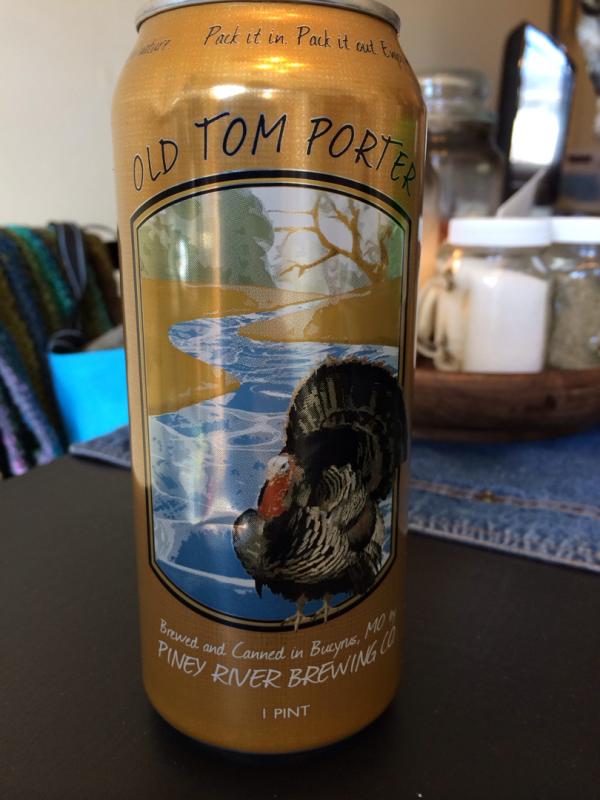 Pack it in. Pack it out.
OLD TOM PORTER
Brewed and Canned in Bucyrus, MO by
PINEY RIVER BREWING CO.
1 PINT